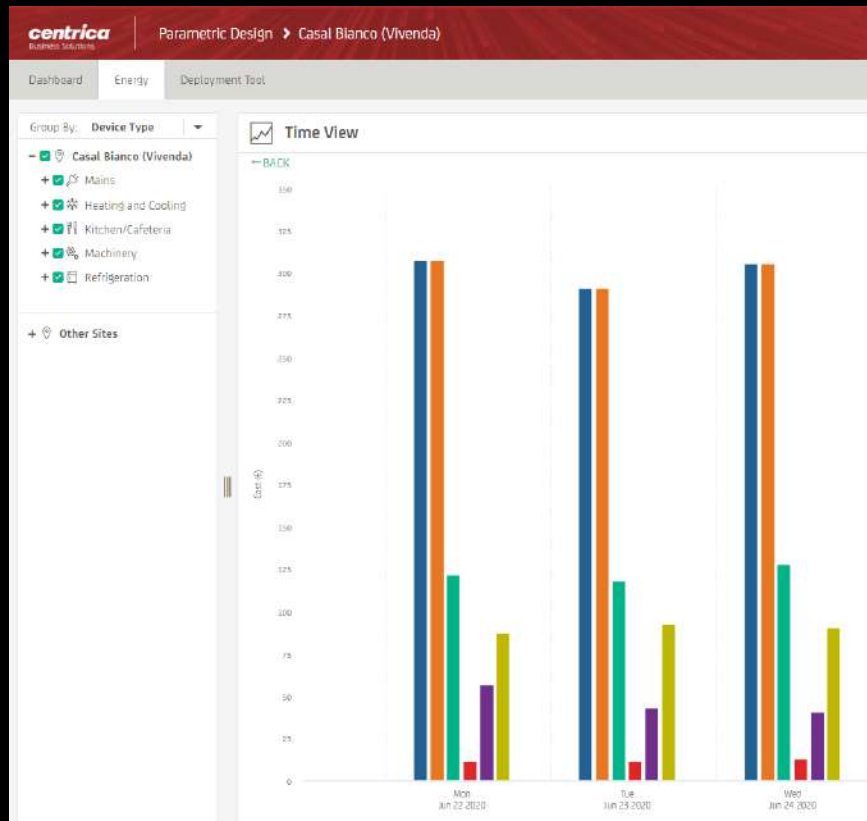 centrica
Business Solutions
Parametric Design > Casal Bianco (Vivenda)
Dashboard Energy Deployment Tool
Group By: Device Type
Casal Bianco (Vivenda)
Mains
Heating and Cooling
Kitchen/Cafeteria
Machinery
Refrigeration
Other Sites
Time View
←BACK
350
325
300
275
250
225
200
175
150
125
100
75
50
25
0
Cost (€)
Mon
Jun 22 2020
Tue
Jun 23 2020
Wed
Jun 24 2020